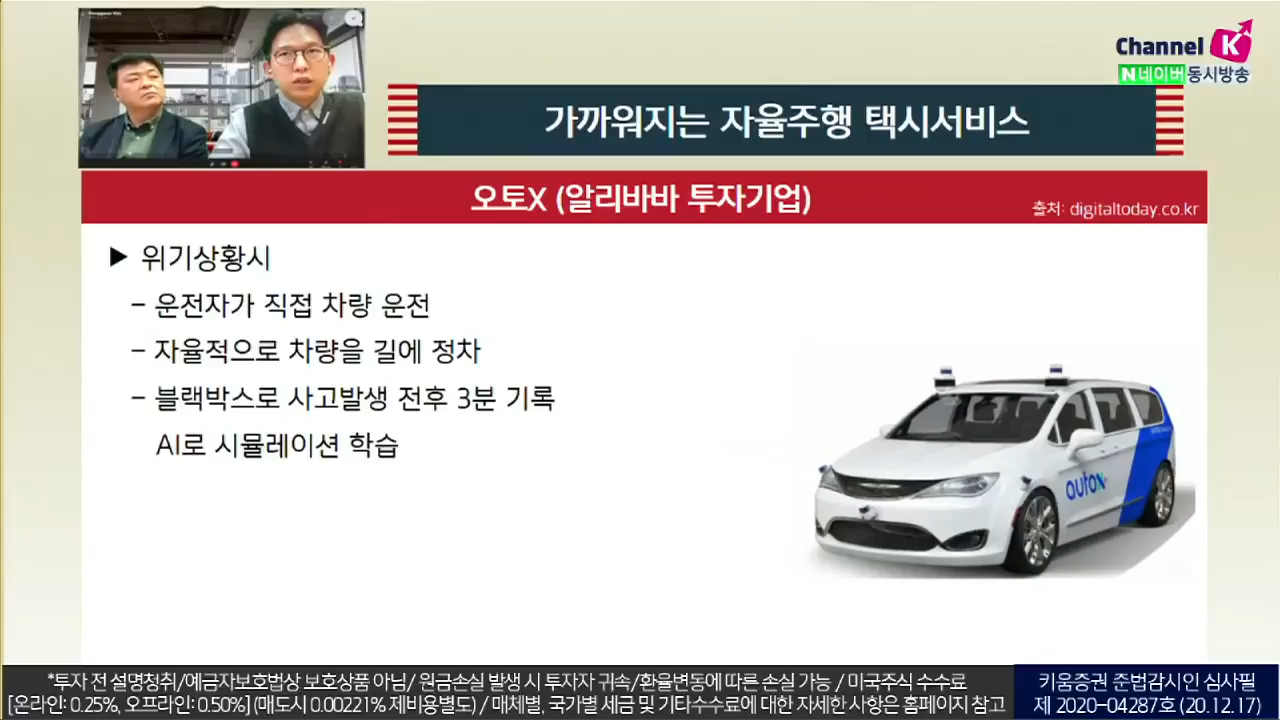 Channel K
N 네이버 동시방송
가까워지는 자율주행 택시서비스
오토X (알리바바 투자기업)
출처: digitaltoday.co.kr
▶ 위기상황시
- 운전자가 직접 차량 운전
- 자율적으로 차량을 길에 정차
- 블랙박스로 사고발생 전후 3분 기록
AI로 시뮬레이션 학습
autox
*투자 전 설명청취/예금자보호법상 보호상품 아님/ 원금손실 발생 시 투자자 귀속/환율변동에 따른 손실 가능 / 미국주식 수수료
[온라인: 0.25%, 오프라인: 0.50%] (매도시 0.00221% 제비용별도) / 매체별, 국가별 세금 및 기타수수료에 대한 자세한 사항은 홈페이지 참고
키움증권 준법감시인 심사필
제 2020-04287호 (20.12.17)